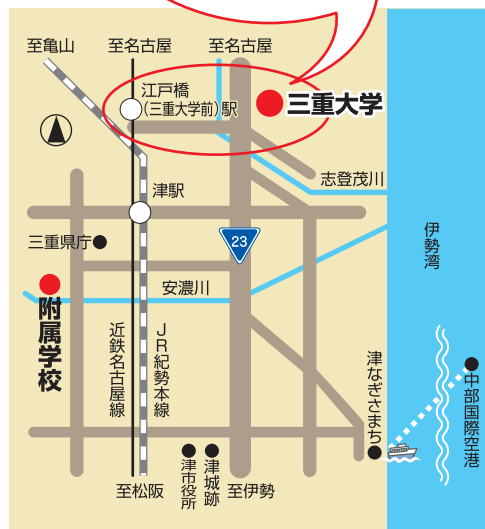 至亀山
至名古屋
至名古屋
江戸橋
(三重大学前)駅
三重大学
志登茂川
津駅
伊勢湾
三重県庁
23
安濃川
附属学校
近鉄名古屋線
JR紀勢本線
津なぎさまち
中部国際空港
津市役所
津城跡
至松阪
至伊勢